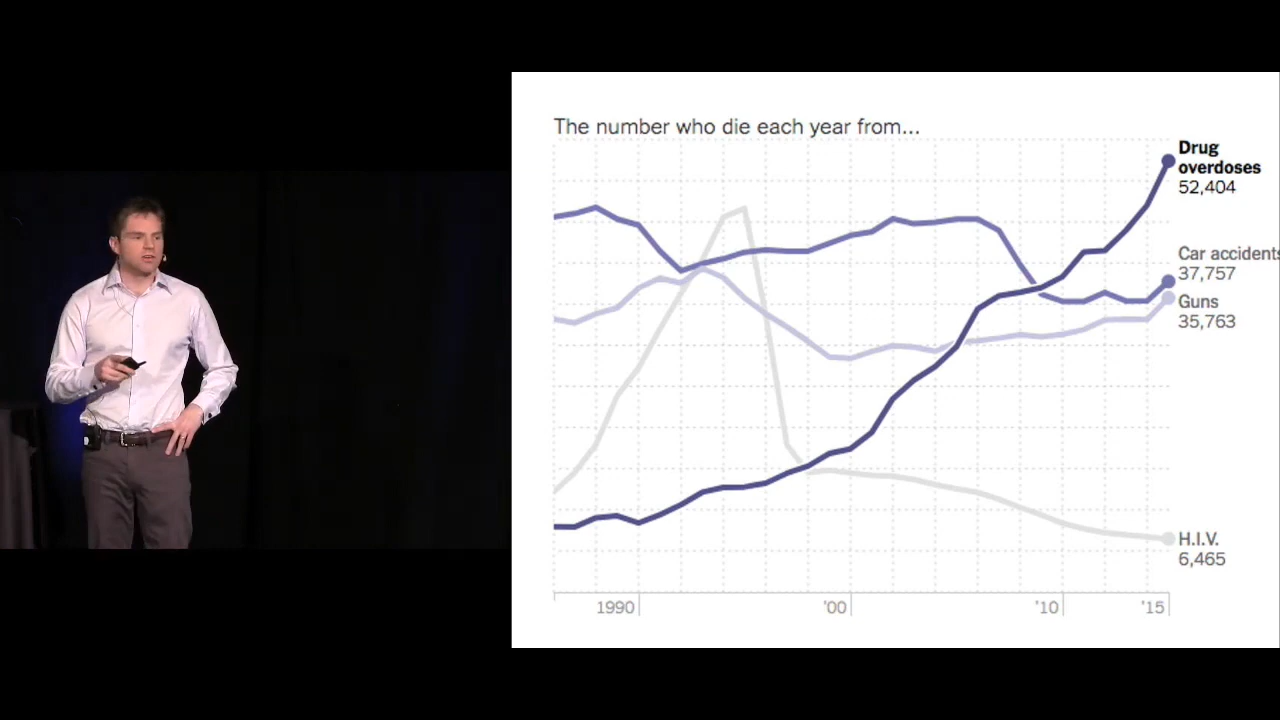 The number who die each year from...
Drug
overdoses
52,404
Car accidents
37,757
Guns
35,763
H.I.V.
6,465
1990
'00
'10
'15